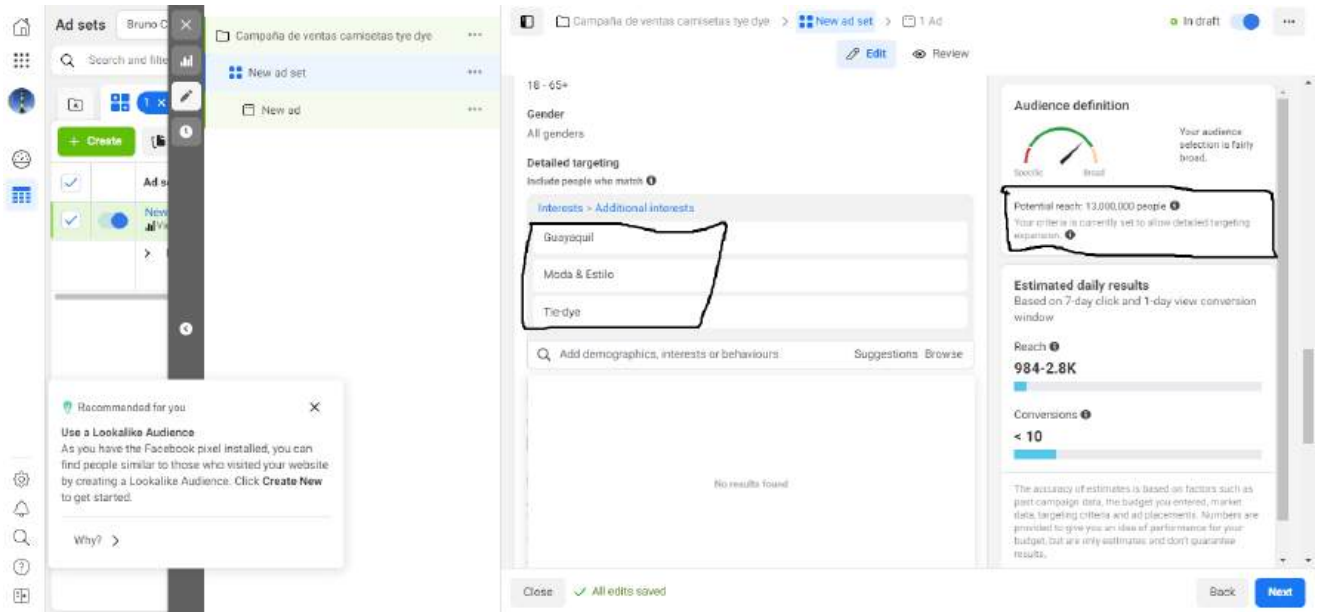 Ad sets
Bruno C
Search and filte
1
+ Create
Ad s
New
Campaña de ventas camisetas tye dye
New ad set
New ad
Recommended for you
Use a Lookalike Audience
As you have the Facebook pixel installed, you can
find people similar to those who visited your website
by creating a Lookalike Audience. Click Create New
to get started.
Why?
Campaña de ventas camisetas tye dye > New ad set > 1 Ad
In draft
Edit
Review
18 - 65+
Gender
All genders
Detailed targeting
Include people who match
Interests > Additional interests
Guayaquil
Moda & Estilo
Tie-dye
Add demographics, interests or behaviours
Suggestions
Browse
No results found
Close
All edits saved
Audience definition
Your audience
selection is fairly
broad.
Specific
Broad
Potential reach: 13,000,000 people
Your criteria is currently set to allow detailed targeting
expansion.
Estimated daily results
Based on 7-day click and 1-day view conversion
window
Reach
984-2.8K
Conversions
< 10
The accuracy of estimates is based on factors such as
past campaign data, the budget you entered, market
data, targeting criteria and ad placements. Numbers are
provided to give you an idea of performance for your
budget, but are only estimates and don't guarantee
results.
Back
Next